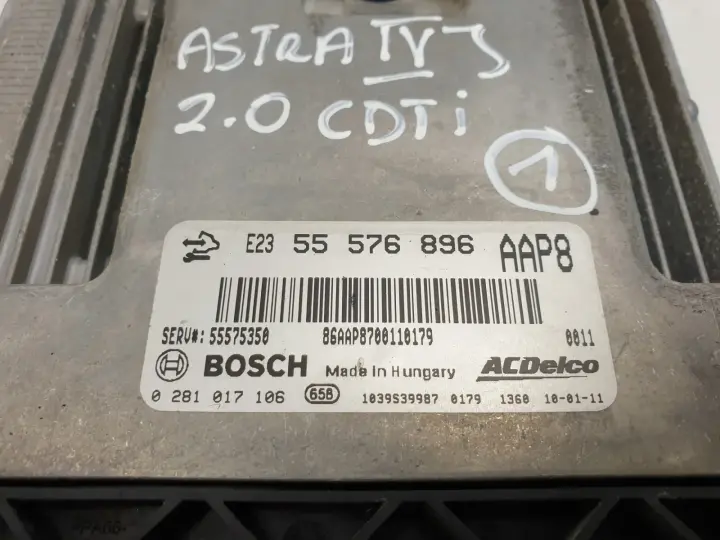 ASTRA IV J
2.0 CDTi
1
E23 55 576 896 AAP8
SERV#: 55575350 86AAP8700110179 0011
BOSCH Made in Hungary ACDelco
0 281 017 106 658 1039S39987 0179 1360 10-01-11